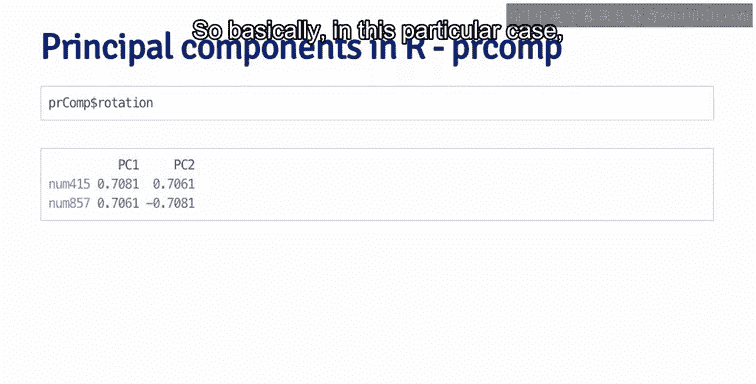 So basically, in this particular case,
Principal components in R - prcomp
prComp$rotation
PC1 PC2
num415 0.7081 0.7061
num857 0.7061 -0.7081